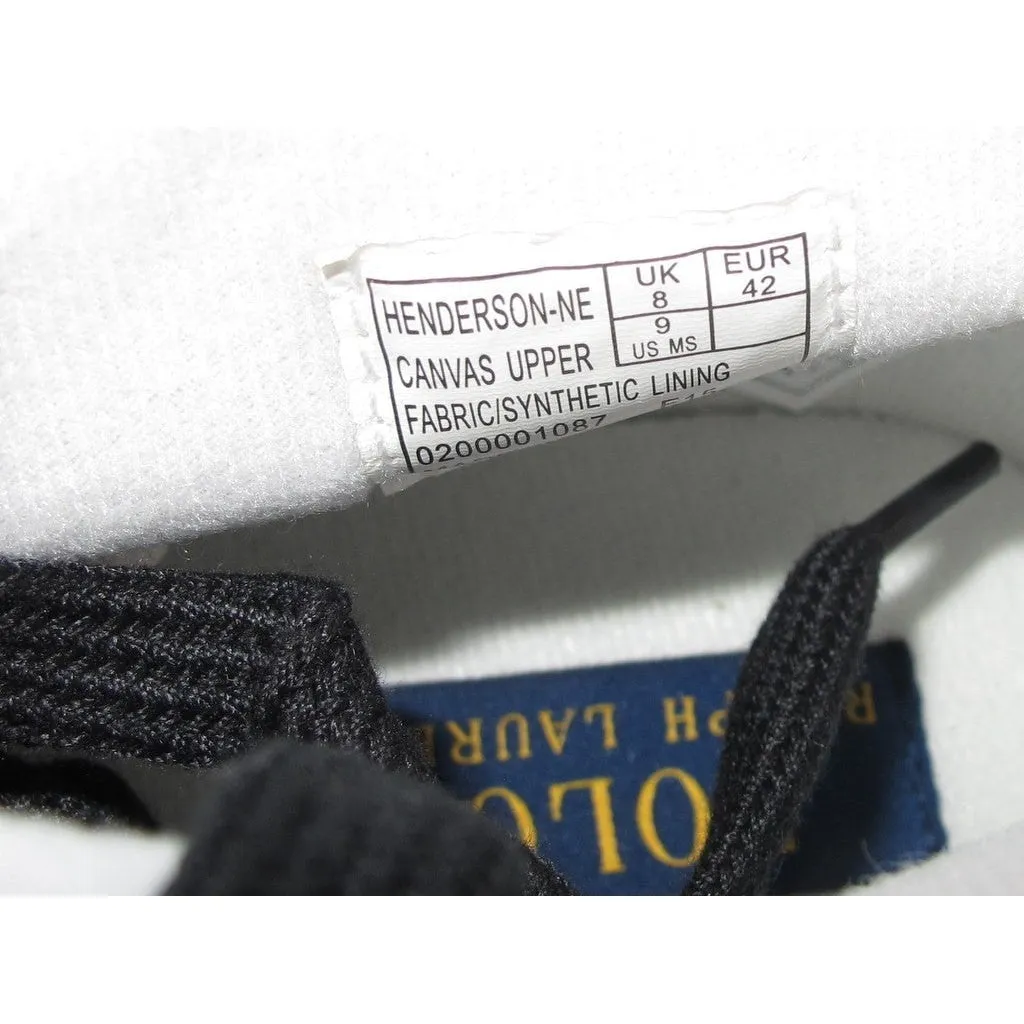 HENDERSON-NE
UK
8
EUR
42
9
US MS
CANVAS UPPER
FABRIC/SYNTHETIC LINING
0200001087
POLO
RALPH LAUREN